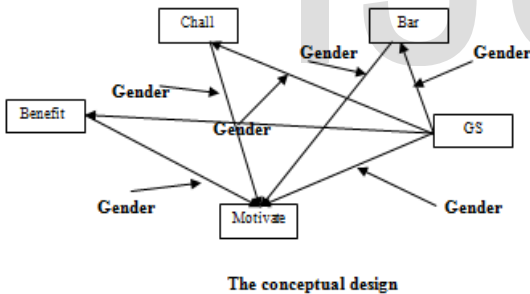 Chall
Bar
Gender
Gender
Gender
Benefit
Gender
GS
Gender
Gender
Motivate
The conceptual design